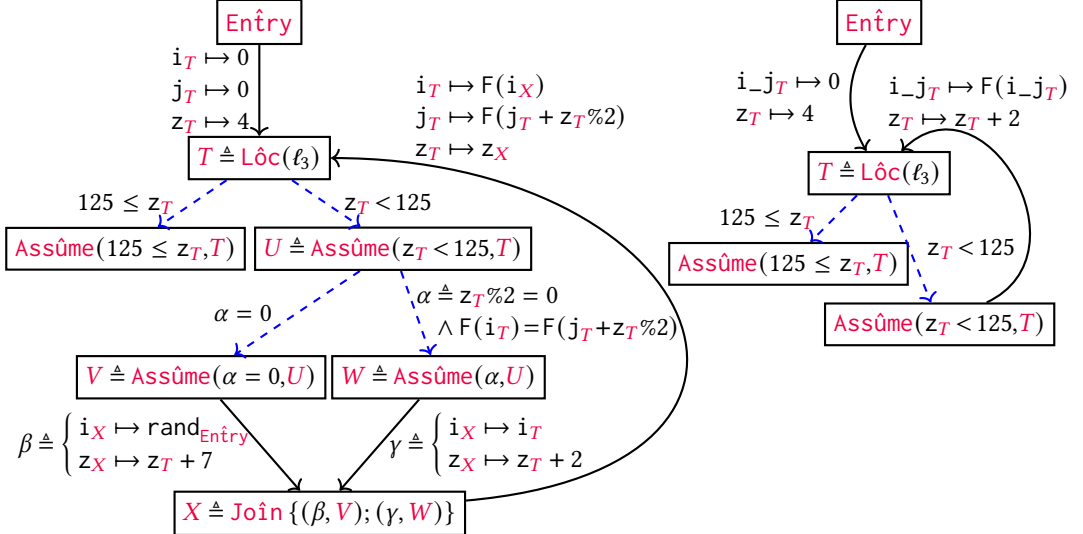 Entr̂y
i_T ↦ 0
j_T ↦ 0
z_T ↦ 4
i_T ↦ F(i_X)
j_T ↦ F(j_T + z_T%2)
z_T ↦ z_X
T ≜ Lôc(ℓ₃)
125 ≤ z_T
z_T < 125
Assûme(125 ≤ z_T,T)
U ≜ Assûme(z_T < 125,T)
α = 0
α ≜ z_T%2 = 0
∧ F(i_T) = F(j_T+z_T%2)
V ≜ Assûme(α = 0,U)
W ≜ Assûme(α,U)
β ≜ { i_X ↦ rand_Entr̂y
z_X ↦ z_T + 7
γ ≜ { i_X ↦ i_T
z_X ↦ z_T + 2
X ≜ Joîn {(β,V);(γ,W)}
Entr̂y
i_j_T ↦ 0
z_T ↦ 4
i_j_T ↦ F(i_j_T)
z_T ↦ z_T + 2
T ≜ Lôc(ℓ₃)
125 ≤ z_T
z_T < 125
Assûme(125 ≤ z_T,T)
Assûme(z_T < 125,T)